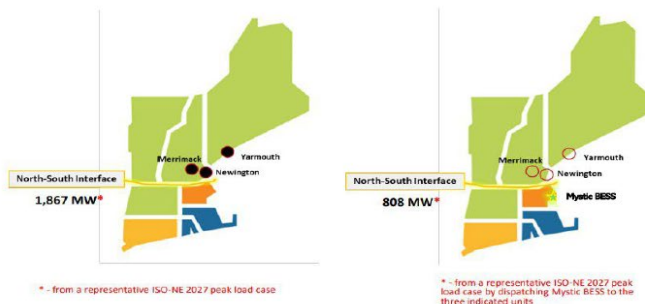 Merrimack
Yarmouth
Newington
North-South Interface
1,867 MW*
* - from a representative ISO-NE 2027 peak load case
Merrimack
Yarmouth
Newington
North-South Interface
Mystic BESS
808 MW*
* - from a representative ISO-NE 2027 peak
load case by dispatching Mystic BESS to the
three indicated units